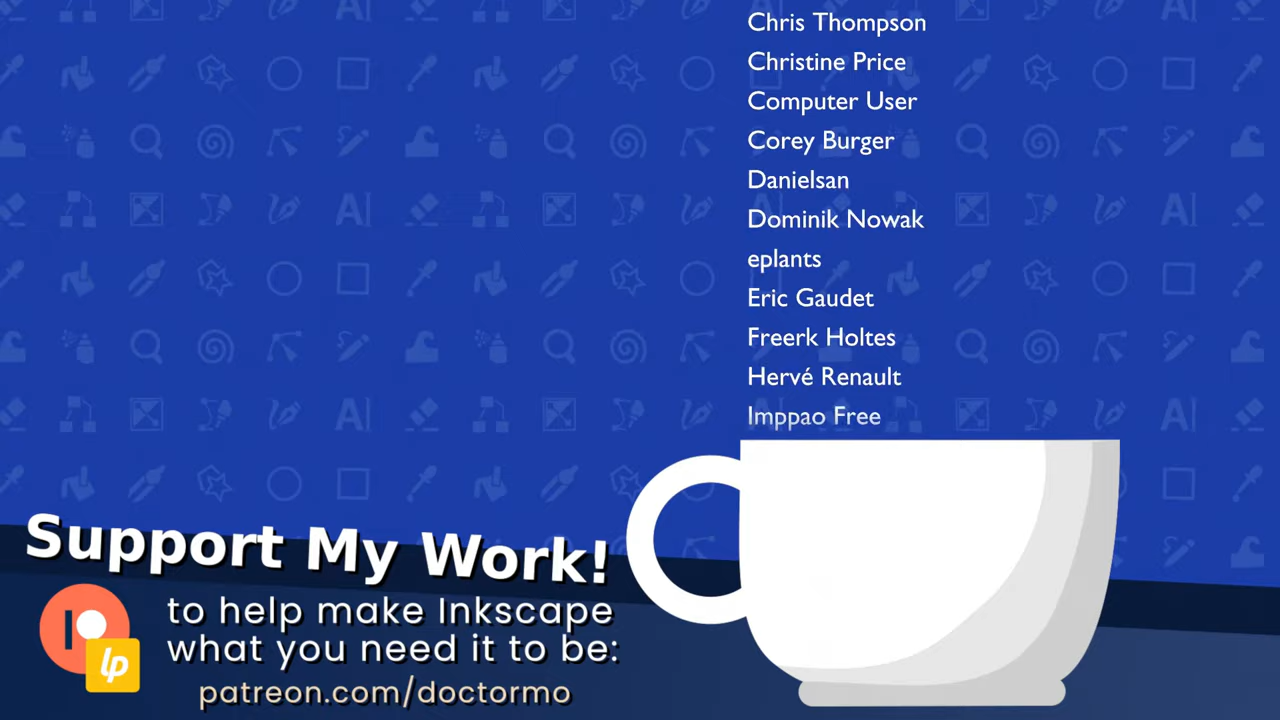 Chris Thompson
Christine Price
Computer User
Corey Burger
Danielsan
Dominik Nowak
eplants
Eric Gaudet
Freerk Holtes
Hervé Renault
Imppao Free
Support My Work!
to help make Inkscape
what you need it to be:
lp
patreon.com/doctormo